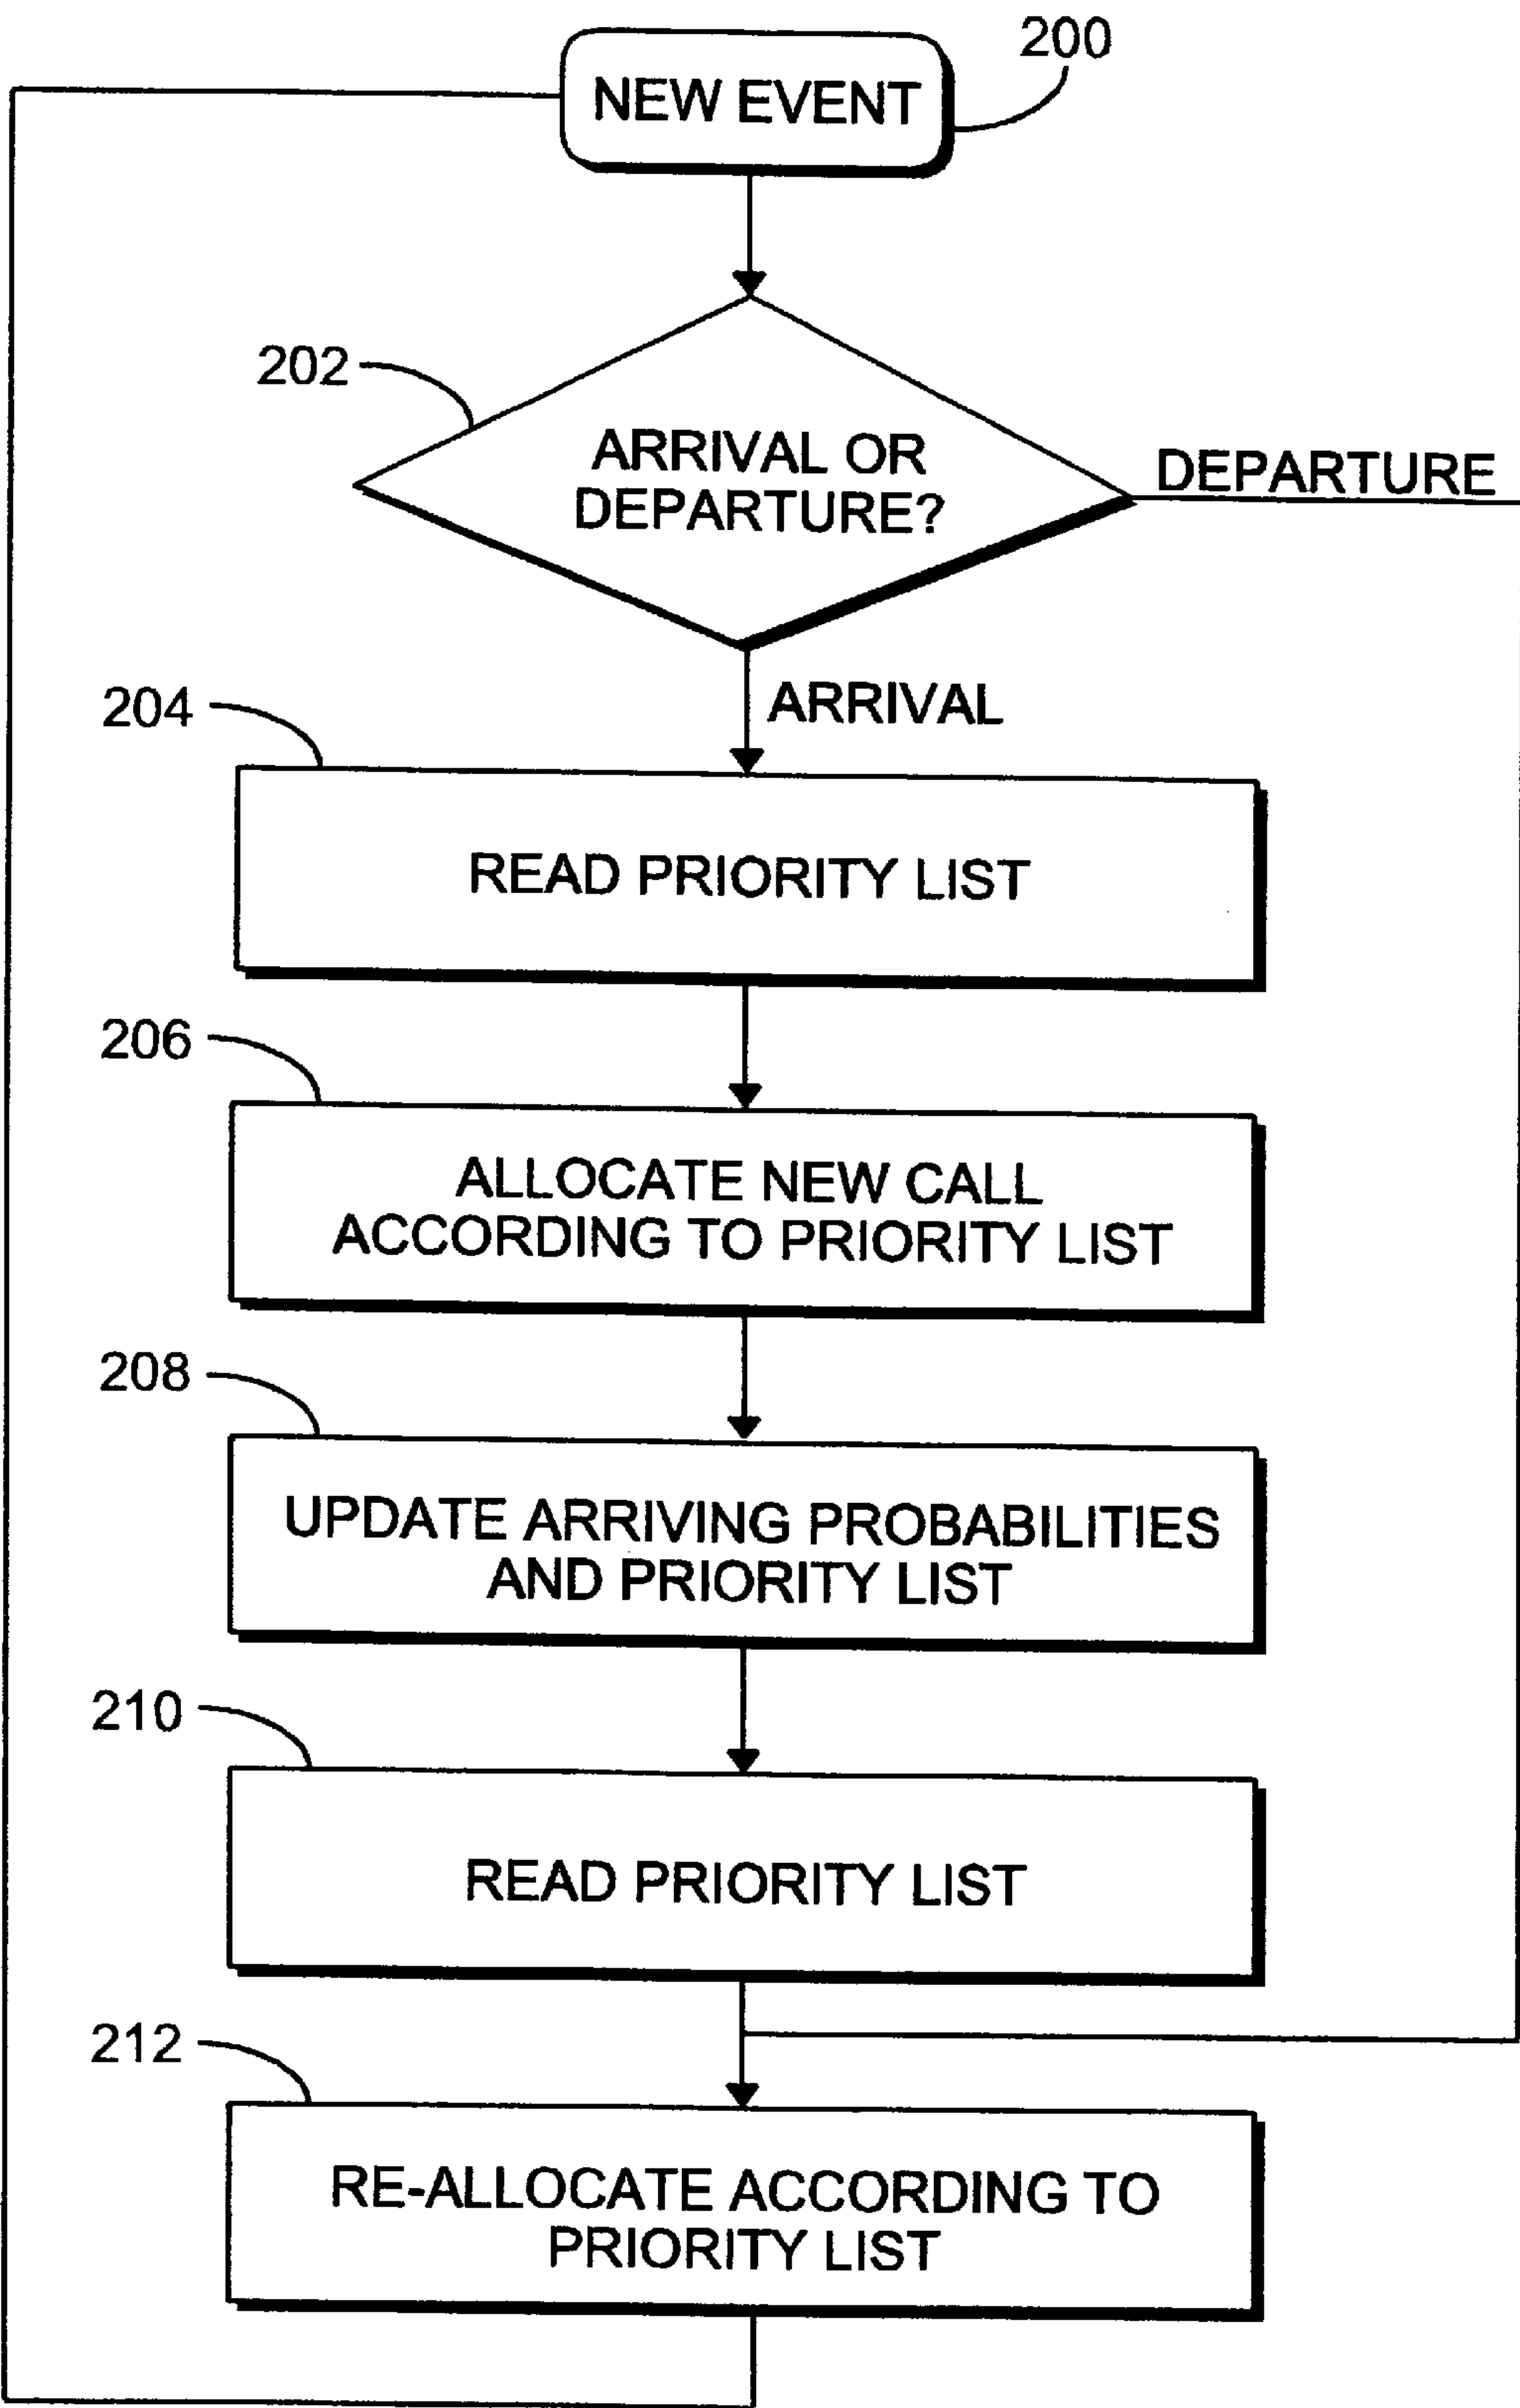 200
NEW EVENT
202
ARRIVAL OR
DEPARTURE?
DEPARTURE
ARRIVAL
204
READ PRIORITY LIST
206
ALLOCATE NEW CALL
ACCORDING TO PRIORITY LIST
208
UPDATE ARRIVING PROBABILITIES
AND PRIORITY LIST
210
READ PRIORITY LIST
212
RE-ALLOCATE ACCORDING TO
PRIORITY LIST